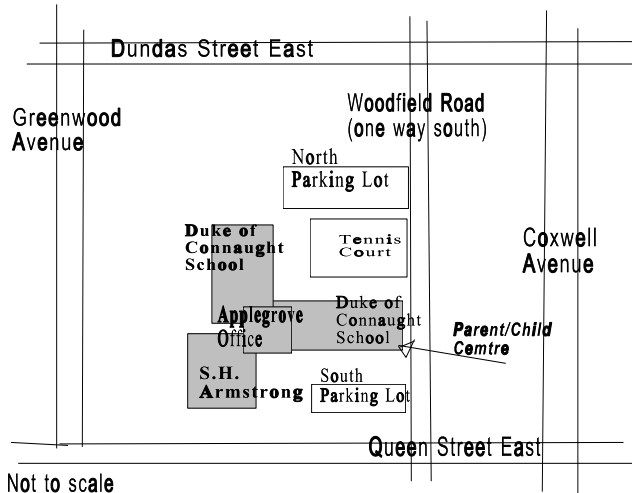 Dundas Street East
Greenwood
Avenue
Woodfield Road
(one way south)
North
Parking Lot
Duke of
Connaught
School
Tennis
Court
Coxwell
Avenue
Applegrove
Office
Duke of
Connaught
School
Parent/Child
Cemtre
S.H.
Armstrong
South
Parking Lot
Queen Street East
Not to scale